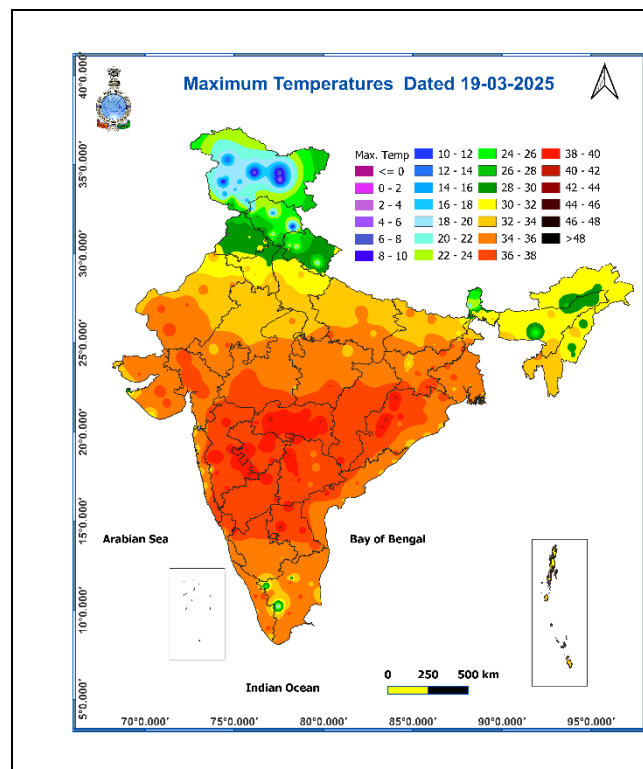 Maximum Temperatures Dated 19-03-2025
40°0.000'
35°0.000'
30°0.000'
25°0.000'
20°0.000'
15°0.000'
10°0.000'
5°0.000'
Max. Temp
<= 0
0 - 2
2 - 4
4 - 6
6 - 8
8 - 10
10 - 12
12 - 14
14 - 16
16 - 18
18 - 20
20 - 22
22 - 24
24 - 26
26 - 28
28 - 30
30 - 32
32 - 34
34 - 36
36 - 38
38 - 40
40 - 42
42 - 44
44 - 46
46 - 48
>48
Arabian Sea
Bay of Bengal
Indian Ocean
0 250 500 km
70°0.000' 75°0.000' 80°0.000' 85°0.000' 90°0.000' 95°0.000'